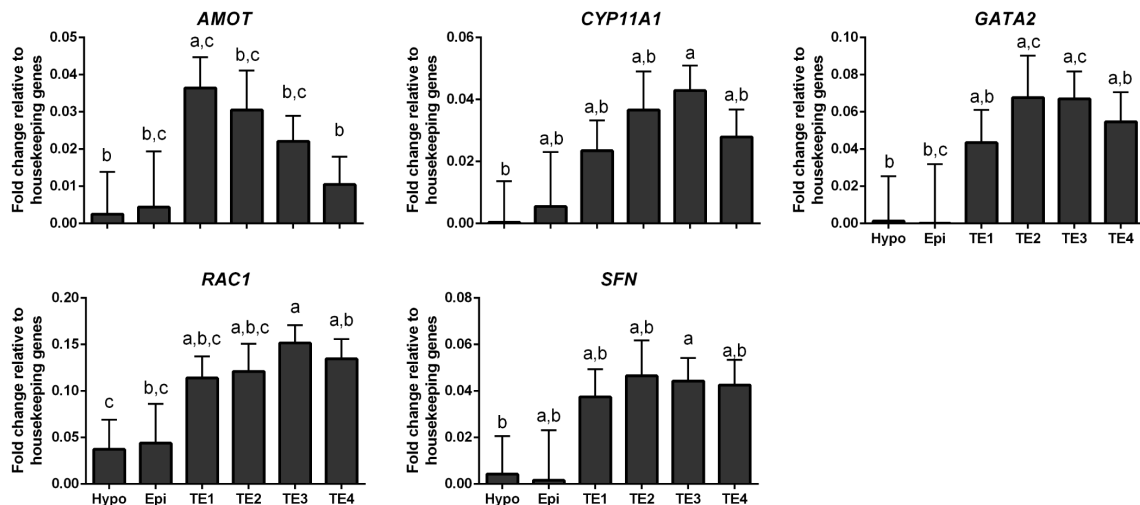 AMOT
Fold change relative to
housekeeping genes
0.05
0.04
0.03
0.02
0.01
0.00
b
b,c
a,c
b,c
b,c
b
CYP11A1
Fold change relative to
housekeeping genes
0.06
0.04
0.02
0.00
b
a,b
a,b
a,b
a
a,b
GATA2
Fold change relative to
housekeeping genes
0.10
0.08
0.06
0.04
0.02
0.00
b
b,c
a,b
a,c
a,c
a,b
Hypo Epi TE1 TE2 TE3 TE4
RAC1
Fold change relative to
housekeeping genes
0.20
0.15
0.10
0.05
0.00
c
b,c
a,b,c
a,b,c
a
a,b
Hypo Epi TE1 TE2 TE3 TE4
SFN
Fold change relative to
housekeeping genes
0.08
0.06
0.04
0.02
0.00
b
a,b
a,b
a,b
a
a,b
Hypo Epi TE1 TE2 TE3 TE4